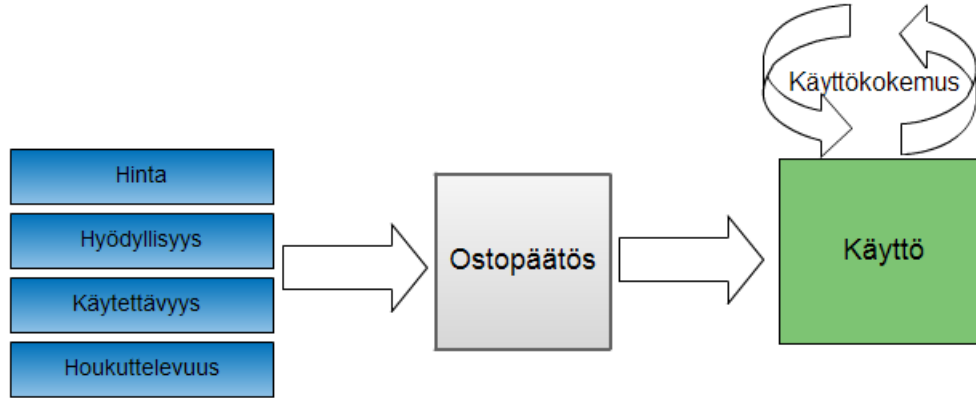 Hinta
Hyödyllisyys
Käytettävyys
Houkuttelevuus
Ostopäätös
Käyttökokemus
Käyttö